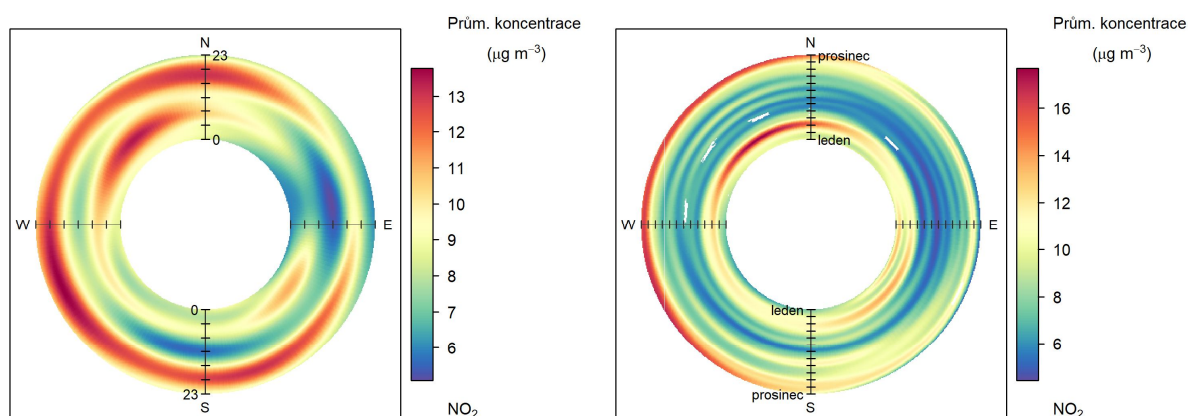 Prům. koncentrace
(μg m⁻³)
N
23
0
W
E
0
23
S
13
12
11
10
9
8
7
6
NO₂
Prům. koncentrace
(μg m⁻³)
N
prosinec
leden
W
E
leden
prosinec
S
16
14
12
10
8
6
NO₂